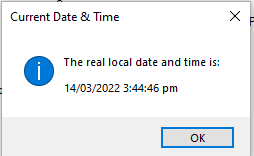 Current Date & Time
The real local date and time is:
14/03/2022 3:44:46 pm
OK